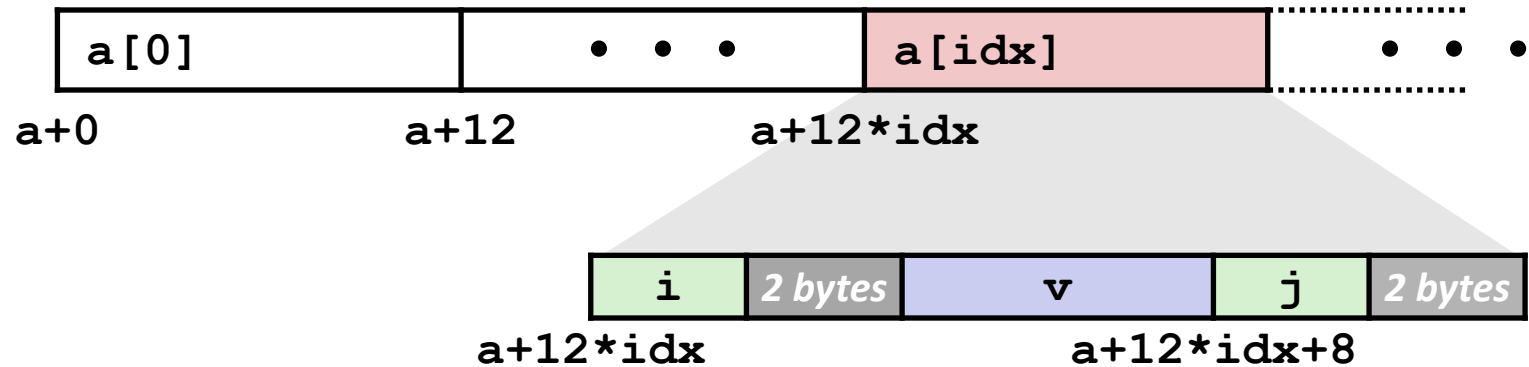 a[0] • • • a[idx] • • •
a+0 a+12 a+12*idx
i 2 bytes v j 2 bytes
a+12*idx a+12*idx+8